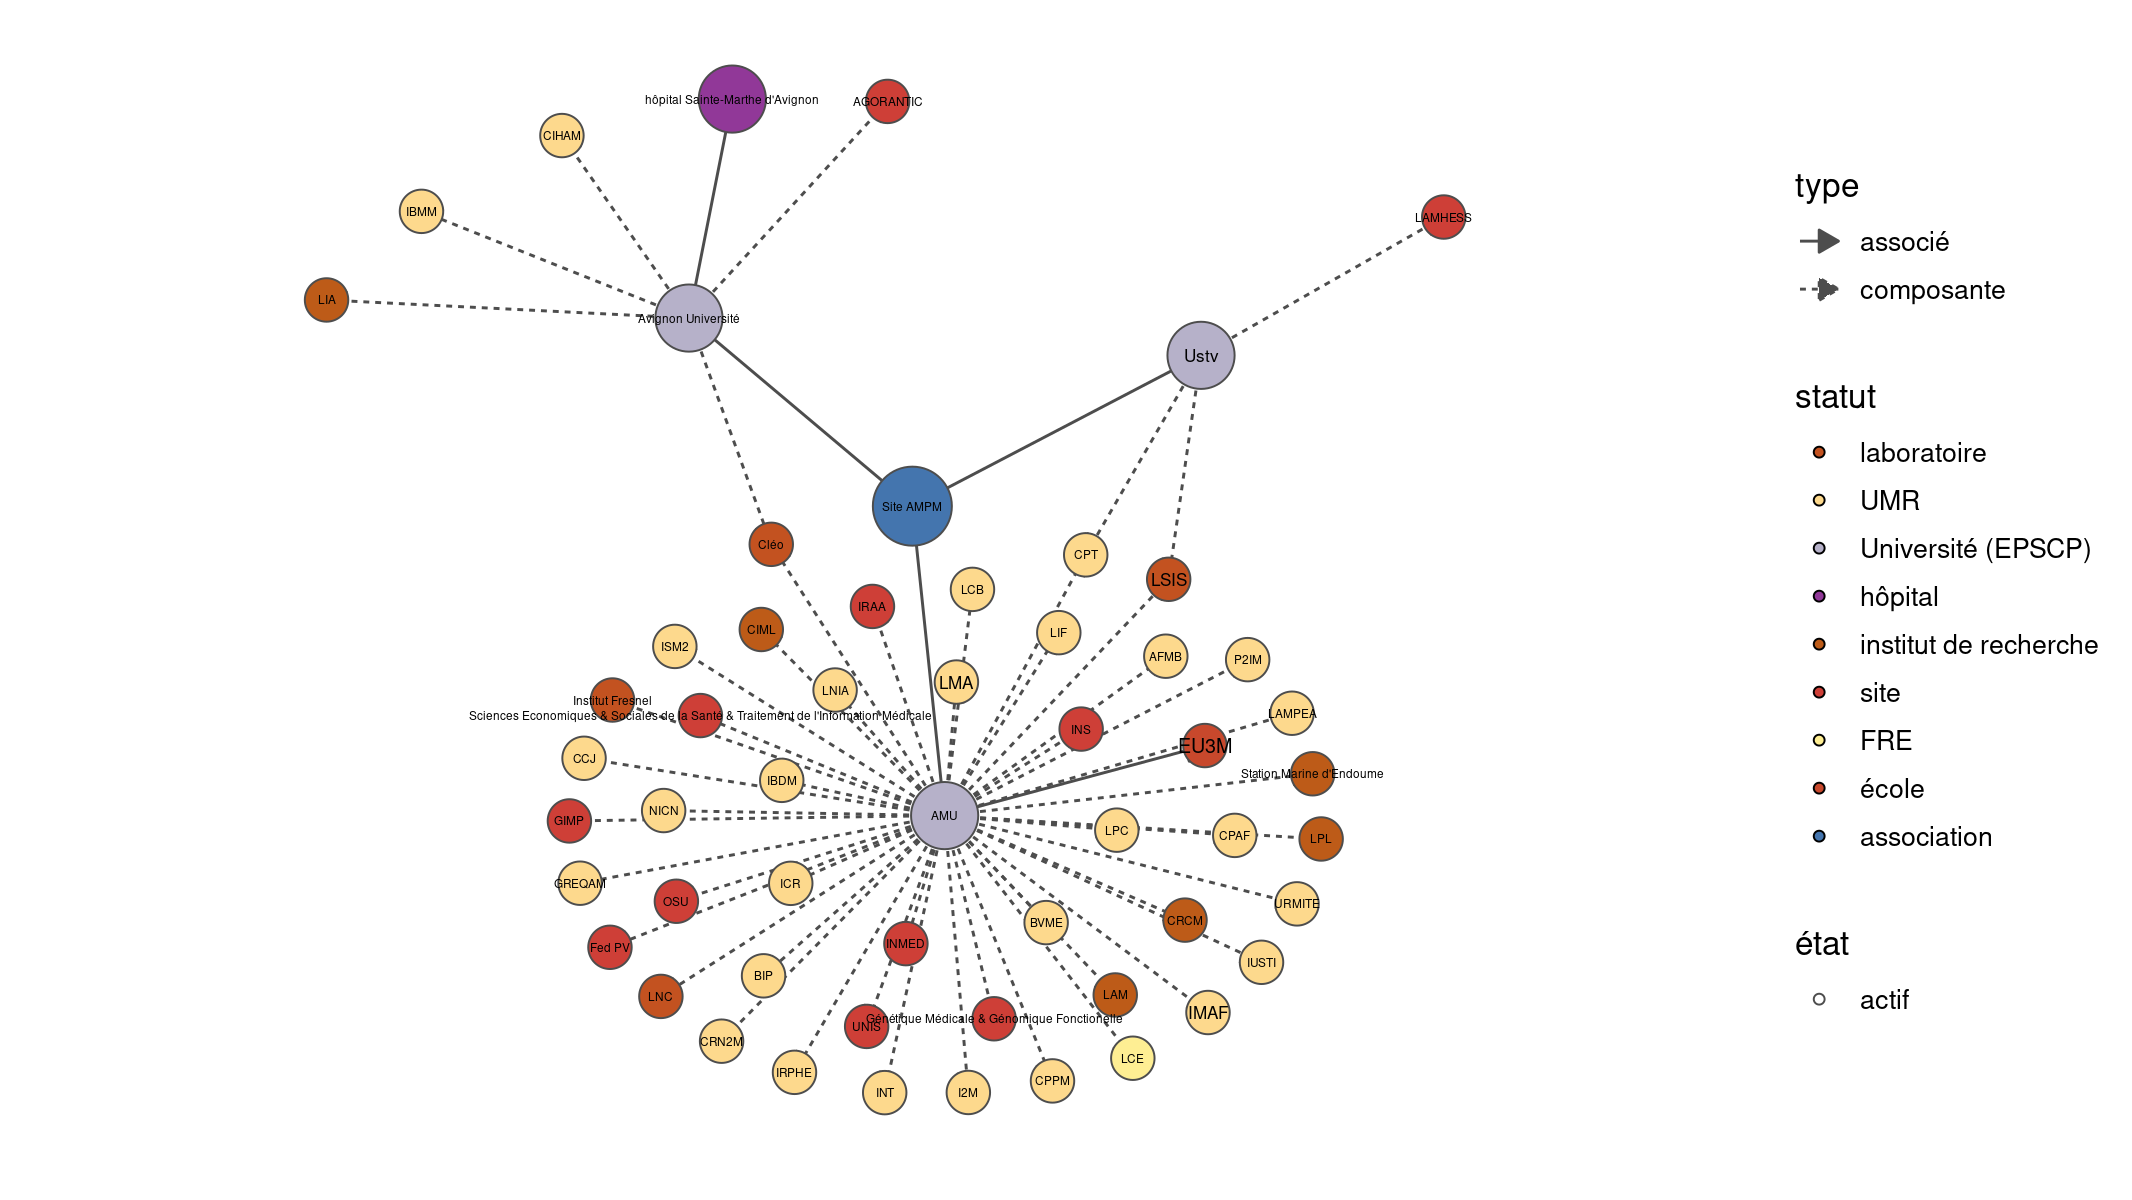 hôpital Sainte-Marthe d'Avignon
AGORANTIC
CIHAM
IBMM
LAMHESS
LIA
Avignon Université
Ustv
Site AMPM
Cléo
CPT
LSIS
LCB
IRAA
CIML
LIF
ISM2
AFMB
P2IM
LMA
LNIA
Institut Fresnel
Sciences Economiques & Sociales de la Santé & Traitement de l'Information Médicale
LAMPEA
INS
EU3M
CCJ
Station Marine d'Endoume
IBDM
NICN
GIMP
AMU
LPC
CPAF
LPL
GREQAM
ICR
OSU
URMITE
BVME
CRCM
Fed PV
INMED
IUSTI
BIP
LNC
LAM
IMAF
Génétique Médicale & Génomique Fonctionelle
UNIS
CRN2M
LCE
IRPHE
CPPM
INT
I2M
type
associé
composante
statut
laboratoire
UMR
Université (EPSCP)
hôpital
institut de recherche
site
FRE
école
association
état
actif